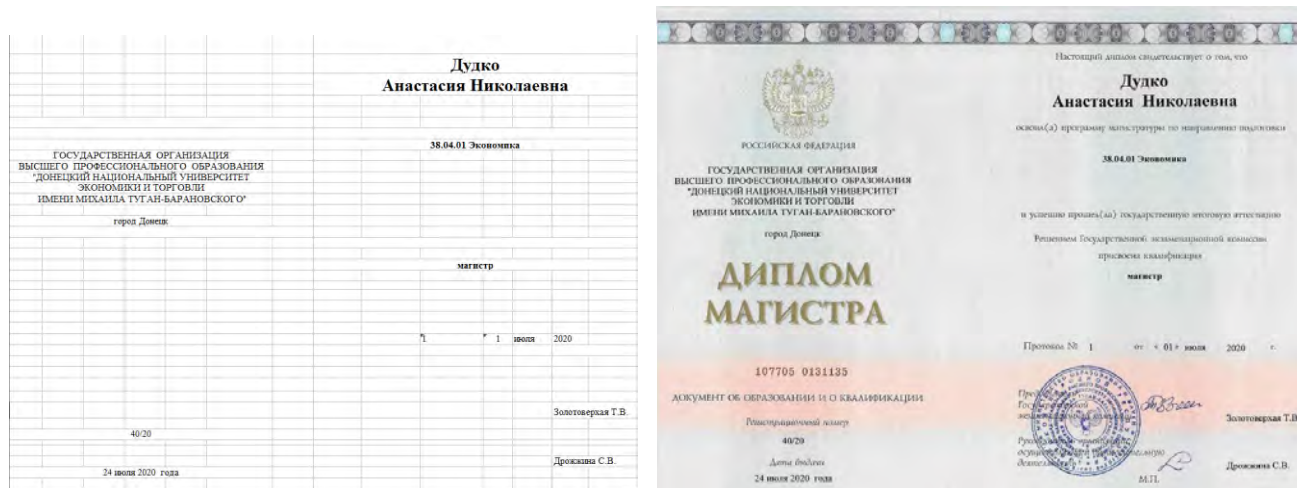 Дудко
Анастасия Николаевна
38.04.01 Экономика
ГОСУДАРСТВЕННАЯ ОРГАНИЗАЦИЯ
ВЫСШЕГО ПРОФЕССИОНАЛЬНОГО ОБРАЗОВАНИЯ
"ДОНЕЦКИЙ НАЦИОНАЛЬНЫЙ УНИВЕРСИТЕТ
ЭКОНОМИКИ И ТОРГОВЛИ
ИМЕНИ МИХАИЛА ТУГАН-БАРАНОВСКОГО"
город Донецк
магистр
1 1 июля 2020
Золотоверхая Т.В.
40/20
Дрожжина С.В.
24 июля 2020 года
РОССИЙСКАЯ ФЕДЕРАЦИЯ
ГОСУДАРСТВЕННАЯ ОРГАНИЗАЦИЯ
ВЫСШЕГО ПРОФЕССИОНАЛЬНОГО ОБРАЗОВАНИЯ
"ДОНЕЦКИЙ НАЦИОНАЛЬНЫЙ УНИВЕРСИТЕТ
ЭКОНОМИКИ И ТОРГОВЛИ
ИМЕНИ МИХАИЛА ТУГАН-БАРАНОВСКОГО"
город Донецк
ДИПЛОМ
МАГИСТРА
107705 0131135
ДОКУМЕНТ ОБ ОБРАЗОВАНИИ И О КВАЛИФИКАЦИИ
Регистрационный номер
40/20
Дата выдачи
24 июля 2020 года
Настоящий диплом свидетельствует о том, что
Дудко
Анастасия Николаевна
освоил(а) программу магистратуры по направлению подготовки
38.04.01 Экономика
и успешно прошел(ла) государственную итоговую аттестацию
Решением Государственной экзаменационной комиссии
присвоена квалификация
магистр
Протокол № 1 от « 01 » июля 2020 г.
Золотоверхая Т.В
Дрожжина С.В.
М.П.